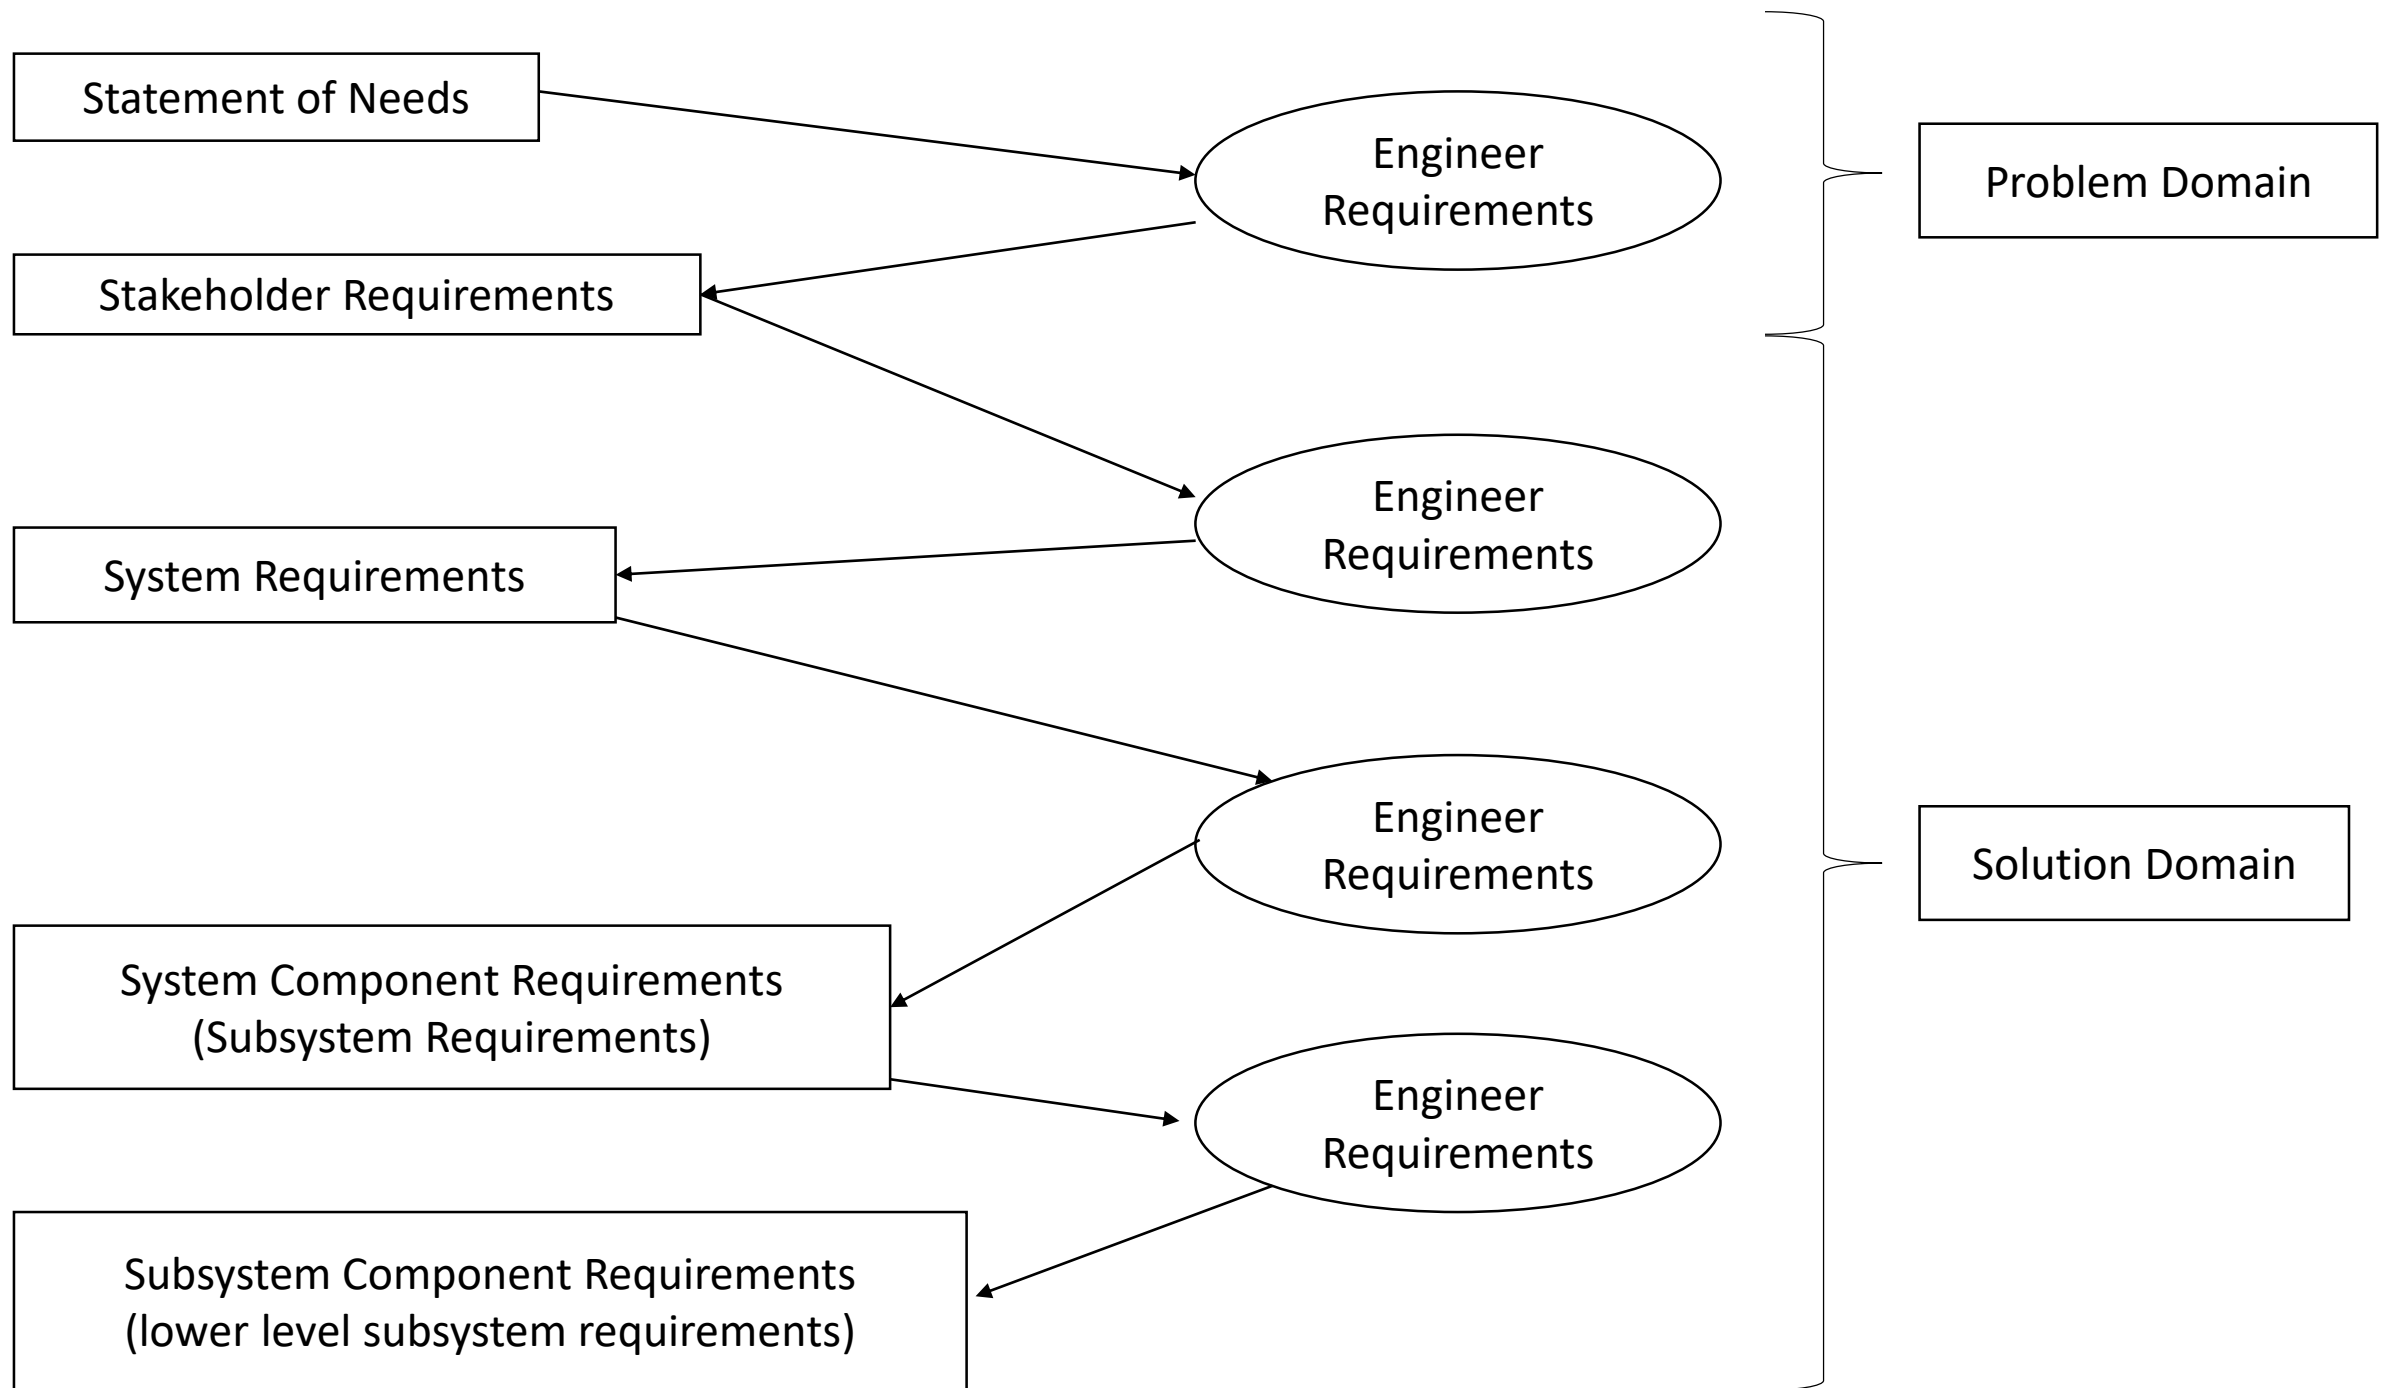 Statement of Needs
Engineer
Requirements
Problem Domain
Stakeholder Requirements
Engineer
Requirements
System Requirements
Engineer
Requirements
Solution Domain
System Component Requirements
(Subsystem Requirements)
Engineer
Requirements
Subsystem Component Requirements
(lower level subsystem requirements)